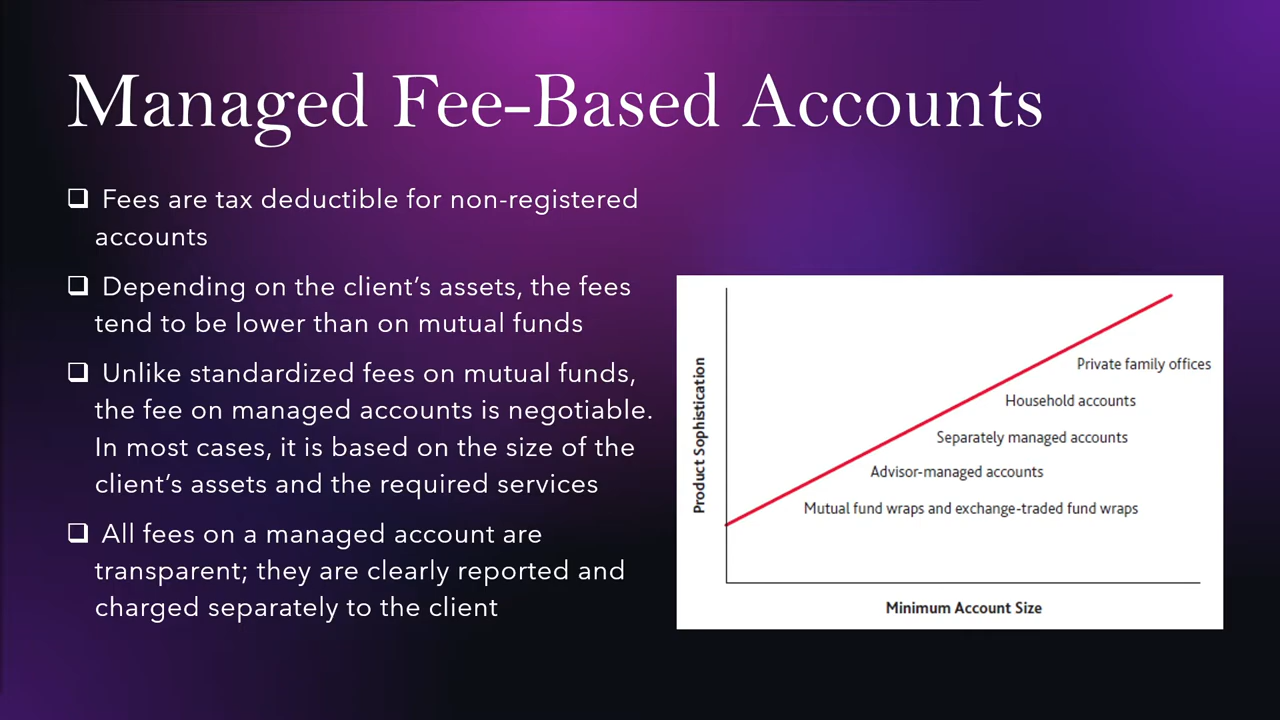 Managed Fee-Based Accounts
❑ Fees are tax deductible for non-registered
accounts
❑ Depending on the client’s assets, the fees
tend to be lower than on mutual funds
❑ Unlike standardized fees on mutual funds,
the fee on managed accounts is negotiable.
In most cases, it is based on the size of the
client’s assets and the required services
❑ All fees on a managed account are
transparent; they are clearly reported and
charged separately to the client
Product Sophistication
Private family offices
Household accounts
Separately managed accounts
Advisor-managed accounts
Mutual fund wraps and exchange-traded fund wraps
Minimum Account Size